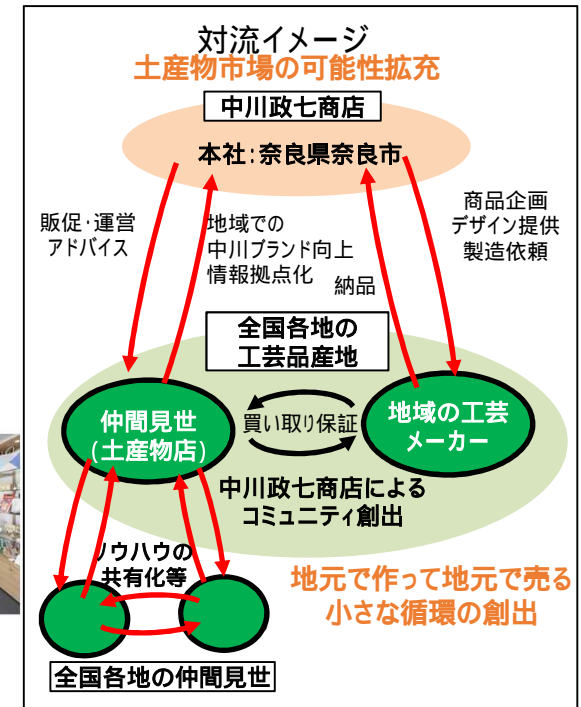 対流イメージ
土産物市場の可能性拡充
中川政七商店
本社：奈良県奈良市
販促・運営
アドバイス
地域での
中川ブランド向上
情報拠点化
納品
商品企画
デザイン提供
製造依頼
全国各地の
工芸品産地
仲間見世
(土産物店)
買い取り保証
地域の工芸
メーカー
中川政七商店による
コミュニティ創出
ノウハウの
共有化等
地元で作って地元で売る
小さな循環の創出
全国各地の仲間見世